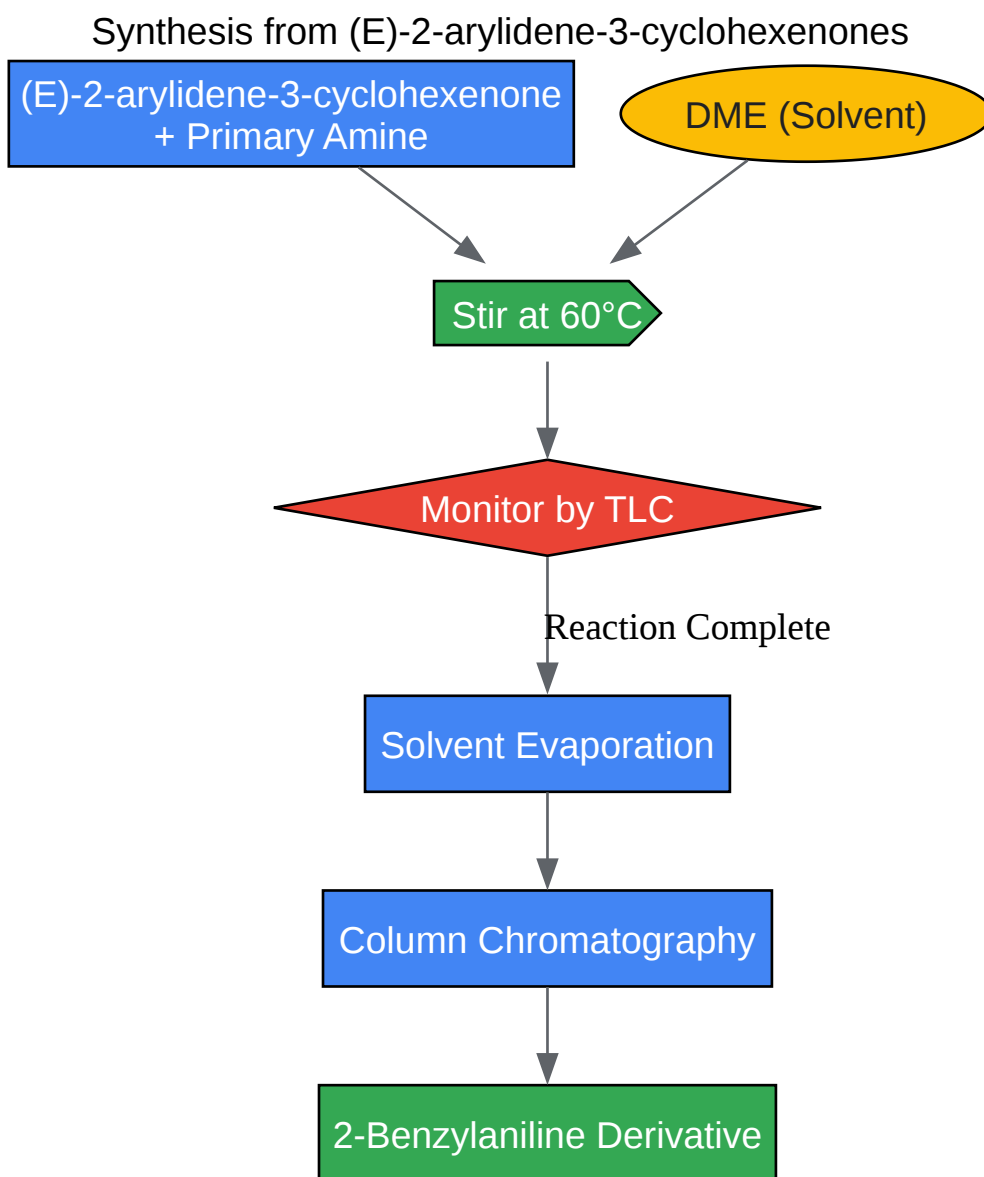 Synthesis from (E)-2-arylidene-3-cyclohexenones
(E)-2-arylidene-3-cyclohexenone
+ Primary Amine
DME (Solvent)
Stir at 60°C
Monitor by TLC
Reaction Complete
Solvent Evaporation
Column Chromatography
2-Benzylaniline Derivative